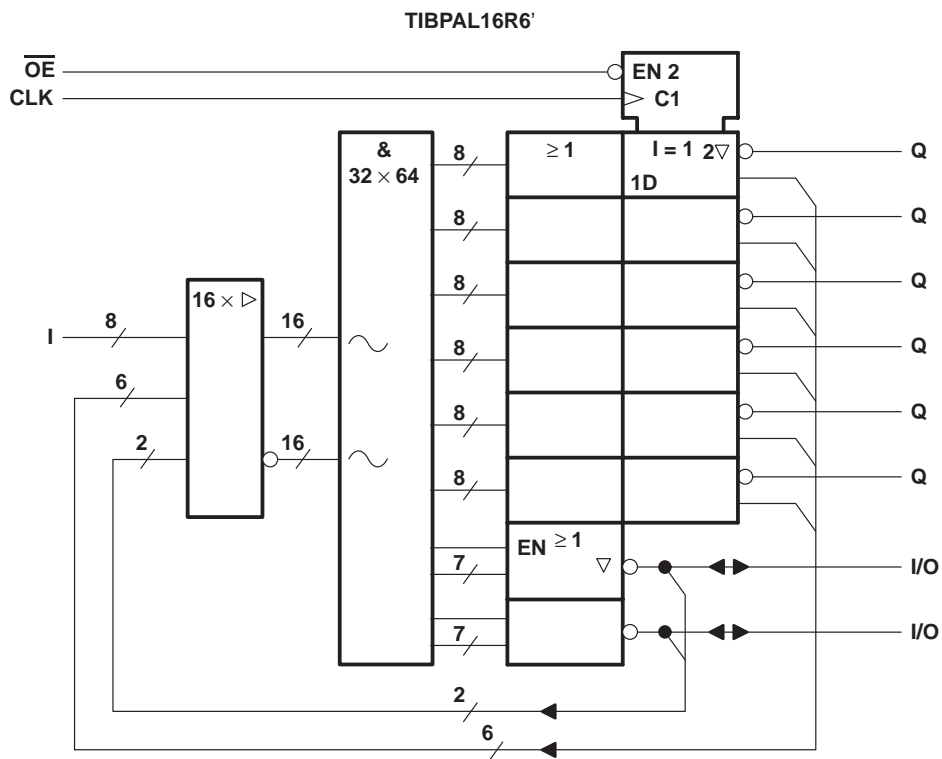 TIBPAL16R6’
OE
EN 2
CLK
C1
&
32 × 64
8
≥ 1
I = 1 2▽
1D
Q
8
Q
8
Q
16 × ▷
I
8
16
8
Q
6
8
Q
2
16
8
Q
EN ≥ 1
▽
7
I/O
7
I/O
2
6